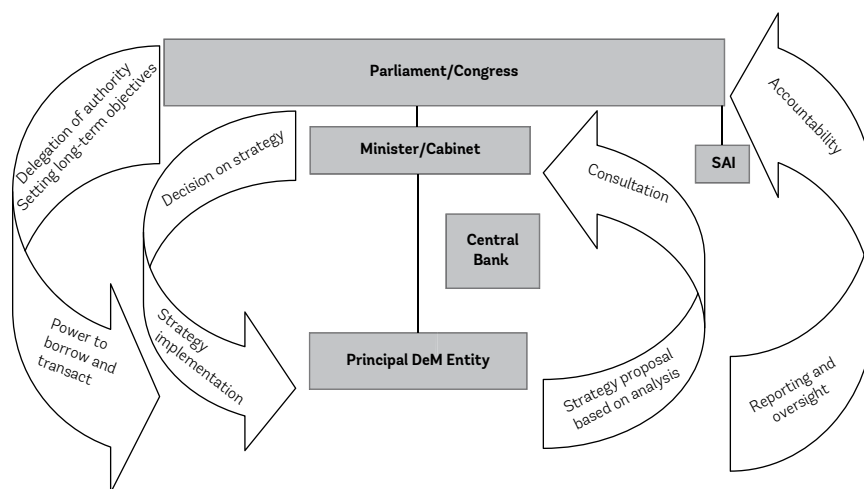 Parliament/Congress
Delegation of authority
Setting long-term objectives
Decision on strategy
Minister/Cabinet
Consultation
SAI
Accountability
Central
Bank
Power to
borrow and
transact
Strategy
implementation
Principal DeM Entity
Strategy proposal
based on analysis
Reporting and
oversight